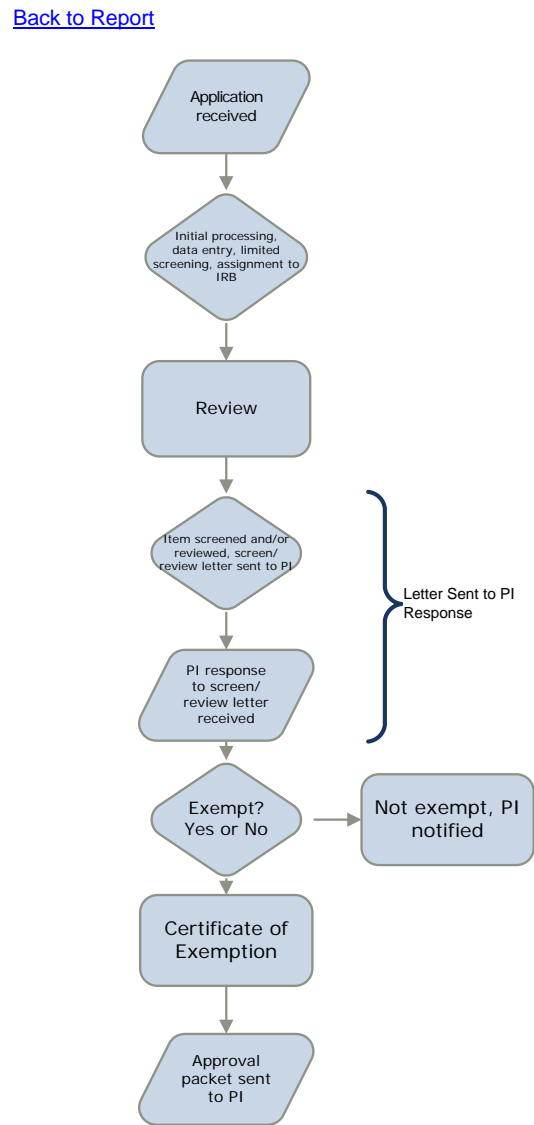 Back to Report
Application
received
Initial processing,
data entry, limited
screening, assignment to
IRB
Review
Item screened and/or
reviewed, screen/
review letter sent to PI
Letter Sent to PI
Response
PI response
to screen/
review letter
received
Exempt?
Yes or No
Not exempt, PI
notified
Certificate of
Exemption
Approval
packet sent
to PI